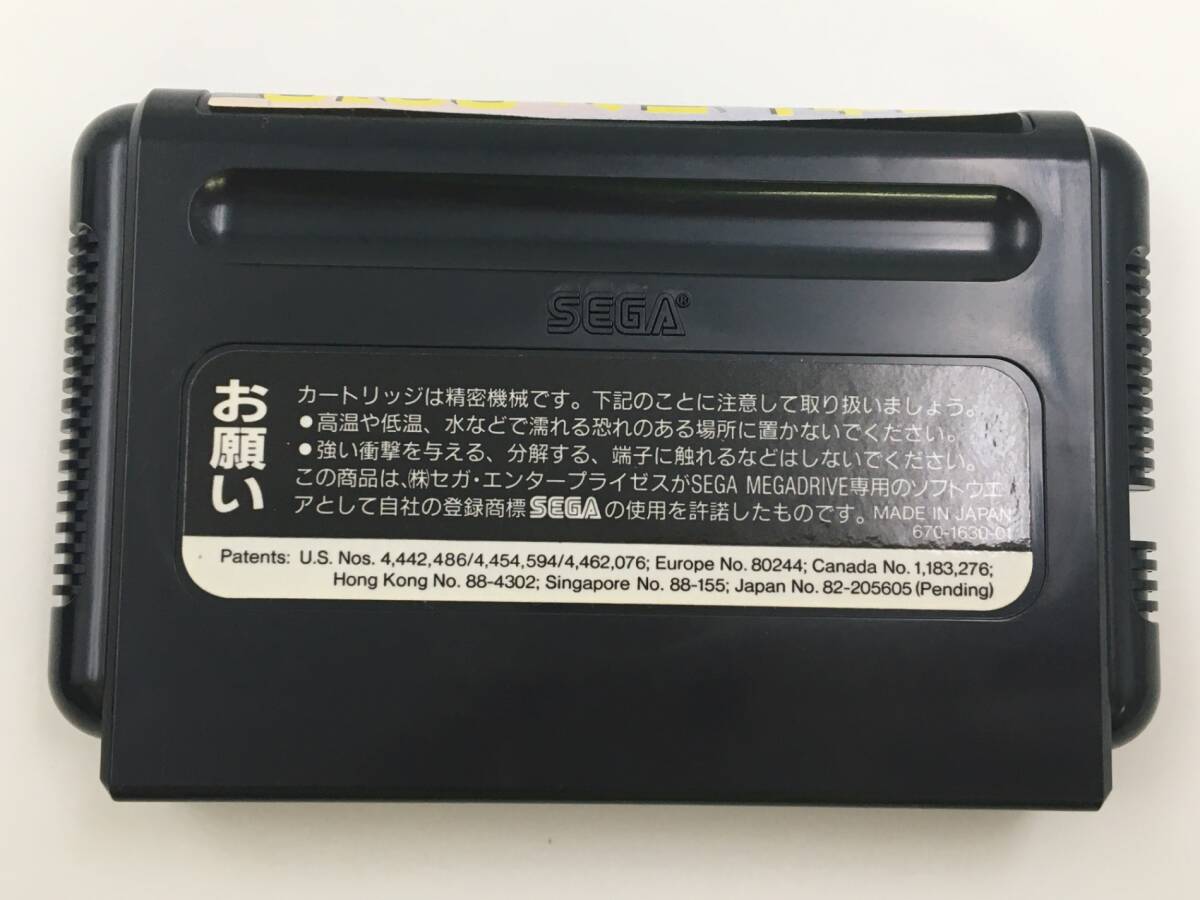 SEGA®
お願い
カートリッジは精密機械です。下記のことに注意して取り扱いましょう。
●高温や低温、水などで濡れる恐れのある場所に置かないでください。
●強い衝撃を与える、分解する、端子に触れるなどはしないでください。
この商品は、㈱セガ・エンタープライゼスがSEGA MEGADRIVE専用のソフトウエ
アとして自社の登録商標SEGAの使用を許諾したものです。 MADE IN JAPAN
670-1630-01
Patents: U.S. Nos. 4,442,486/4,454,594/4,462,076; Europe No. 80244; Canada No. 1,183,276;
Hong Kong No. 88-4302; Singapore No. 88-155; Japan No. 82-205605 (Pending)